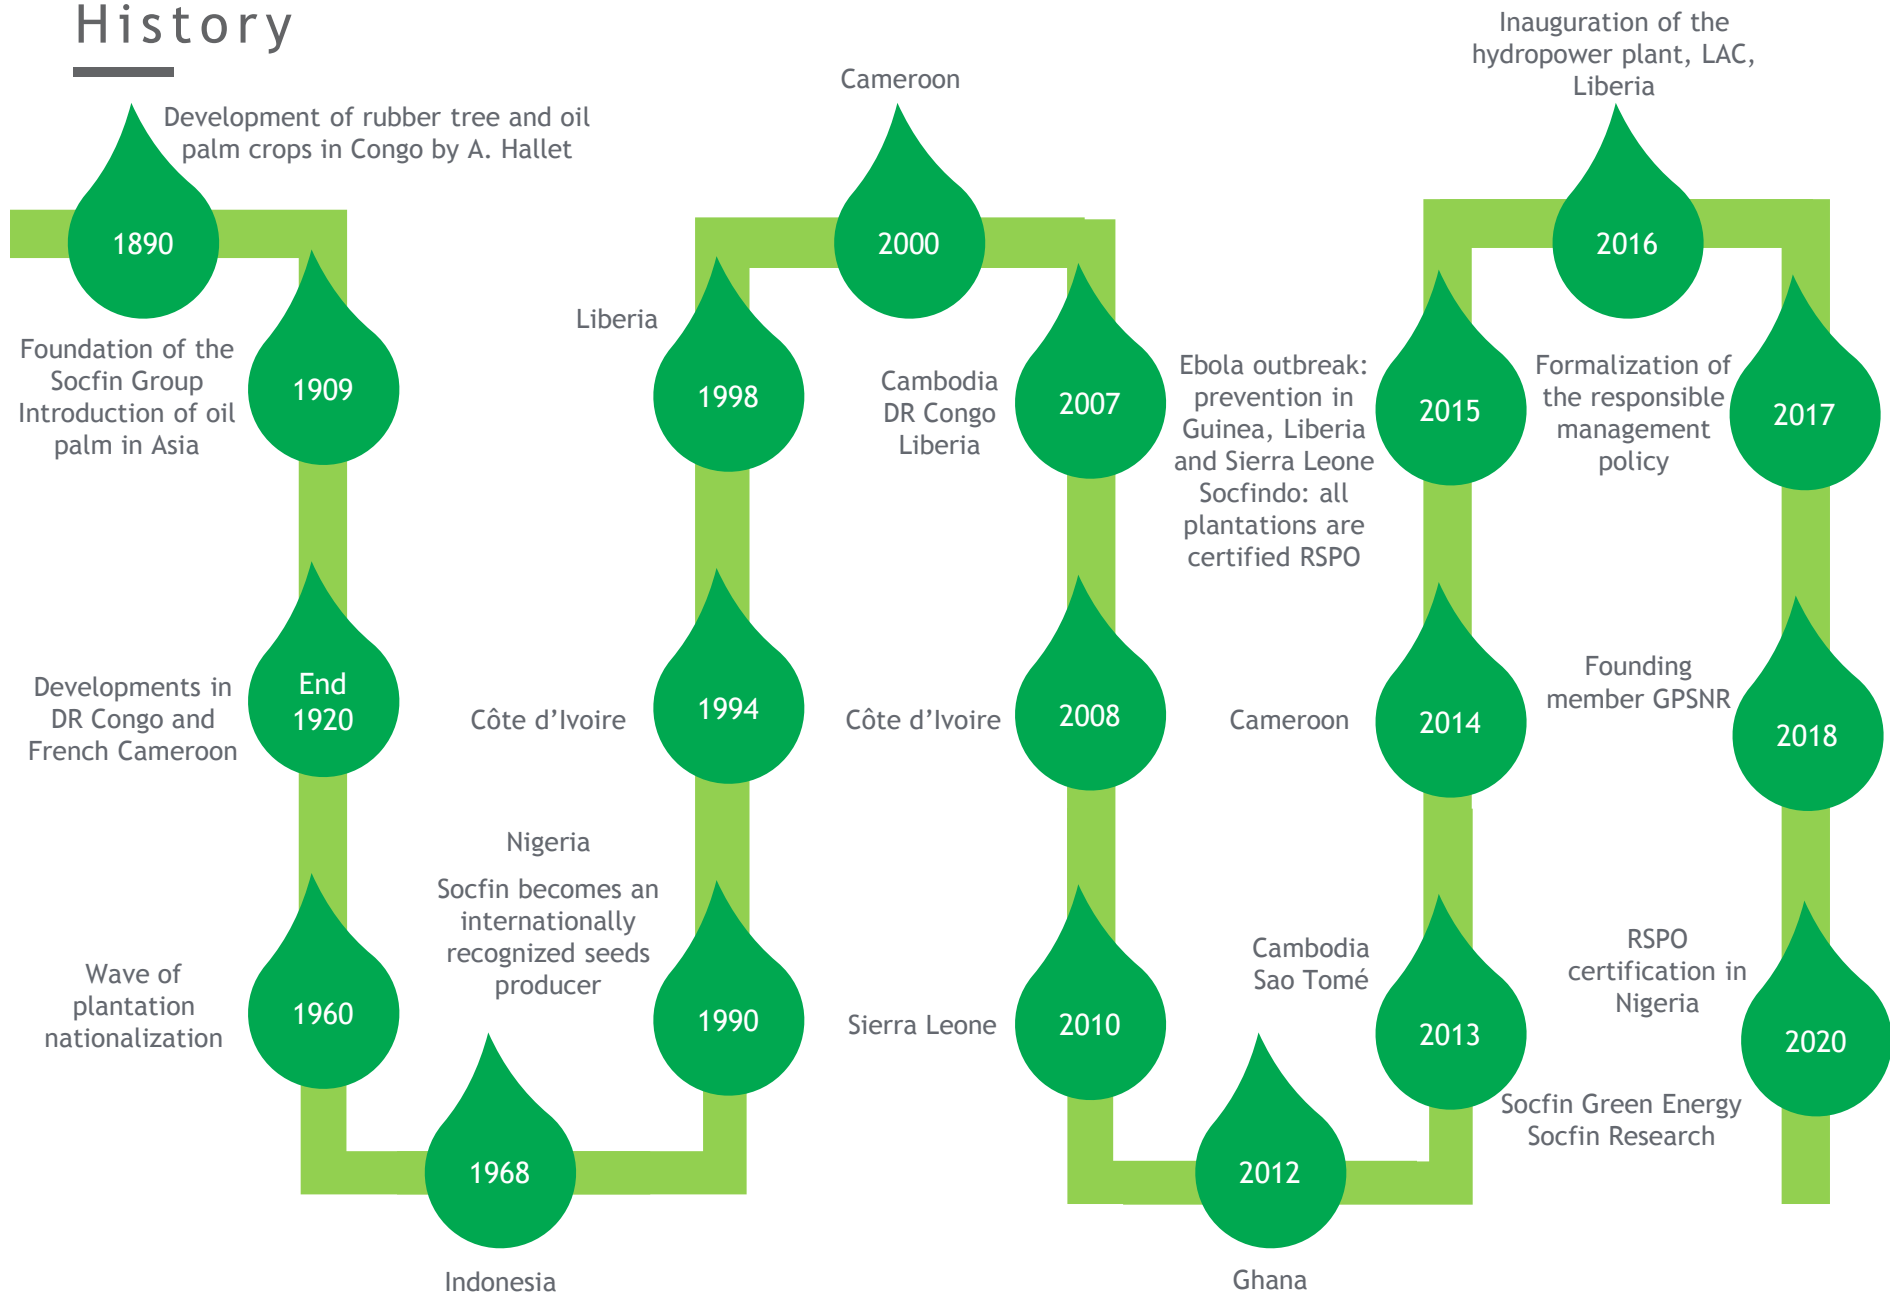 History
Development of rubber tree and oil
palm crops in Congo by A. Hallet
1890
Foundation of the
Socfin Group
Introduction of oil
palm in Asia
1909
Developments in
DR Congo and
French Cameroon
End
1920
Wave of
plantation
nationalization
1960
1968
Indonesia
Nigeria
Socfin becomes an
internationally
recognized seeds
producer
1990
Côte d’Ivoire
1994
Liberia
1998
Cameroon
2000
Cambodia
DR Congo
Liberia
2007
Côte d’Ivoire
2008
Sierra Leone
2010
2012
Ghana
Cambodia
Sao Tomé
2013
Cameroon
2014
Ebola outbreak:
prevention in
Guinea, Liberia
and Sierra Leone
Socfindo: all
plantations are
certified RSPO
2015
Inauguration of the
hydropower plant, LAC,
Liberia
2016
Formalization of
the responsible
management
policy
2017
Founding
member GPSNR
2018
RSPO
certification in
Nigeria
2020
Socfin Green Energy
Socfin Research